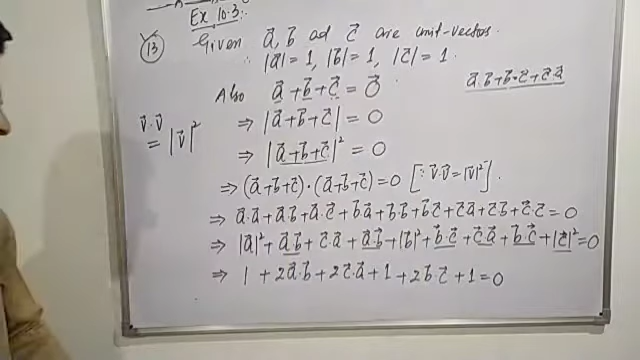 Ex 10.3:-
(13) Given a⃗, b⃗ ad c⃗ are unit-vectors.
∴ |a⃗| = 1, |b⃗| = 1, |c⃗| = 1.
a⃗.b⃗ + b⃗.c⃗ + c⃗.a⃗
Also a⃗ + b⃗ + c⃗ = 0⃗
v⃗.v⃗ = |v⃗|²
⇒ |a⃗ + b⃗ + c⃗| = 0
⇒ |a⃗ + b⃗ + c⃗|² = 0
⇒ (a⃗ + b⃗ + c⃗) . (a⃗ + b⃗ + c⃗) = 0 [∵ v⃗.v⃗ = |v⃗|²].
⇒ a⃗.a⃗ + a⃗.b⃗ + a⃗.c⃗ + b⃗.a⃗ + b⃗.b⃗ + b⃗.c⃗ + c⃗.a⃗ + c⃗.b⃗ + c⃗.c⃗ = 0
⇒ |a⃗|² + a⃗.b⃗ + c⃗.a⃗ + a⃗.b⃗ + |b⃗|² + b⃗.c⃗ + c⃗.a⃗ + b⃗.c⃗ + |c⃗|² = 0
⇒ 1 + 2a⃗.b⃗ + 2c⃗.a⃗ + 1 + 2b⃗.c⃗ + 1 = 0